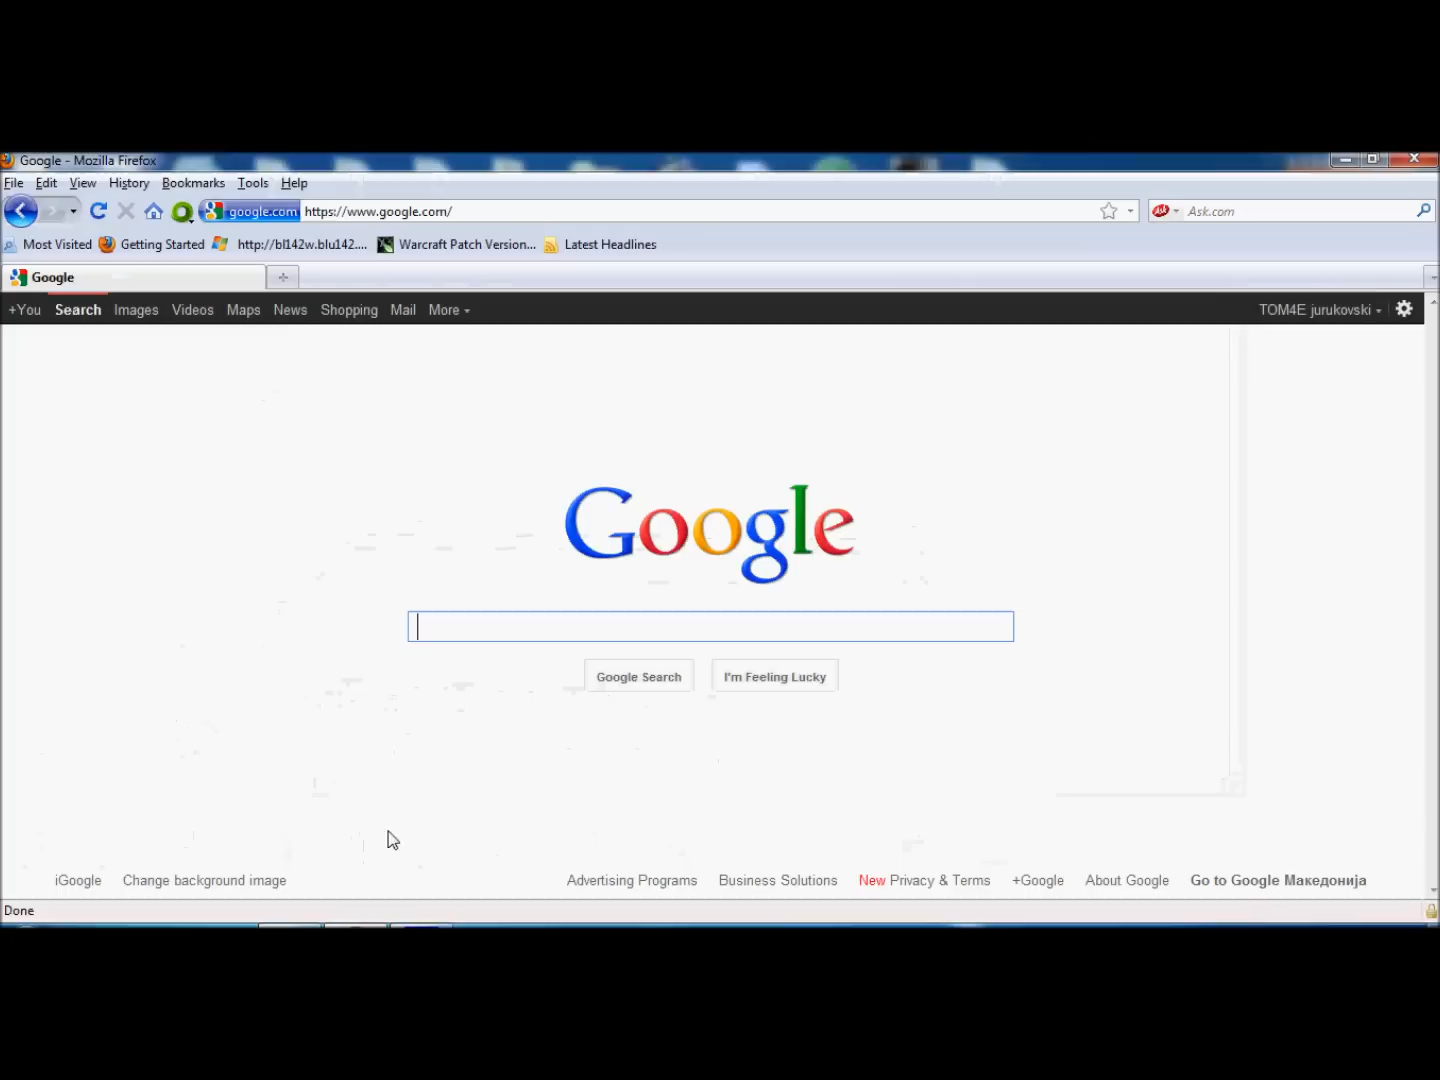 Google - Mozilla Firefox
File Edit View History Bookmarks Tools Help
google.com https://www.google.com/ Ask.com
Most Visited Getting Started http://bl142w.blu142.... Warcraft Patch Version... Latest Headlines
Google
+You Search Images Videos Maps News Shopping Mail More TOM4E jurukovski
Google
Google Search I'm Feeling Lucky
iGoogle Change background image Advertising Programs Business Solutions New Privacy & Terms +Google About Google Go to Google Македонија
Done